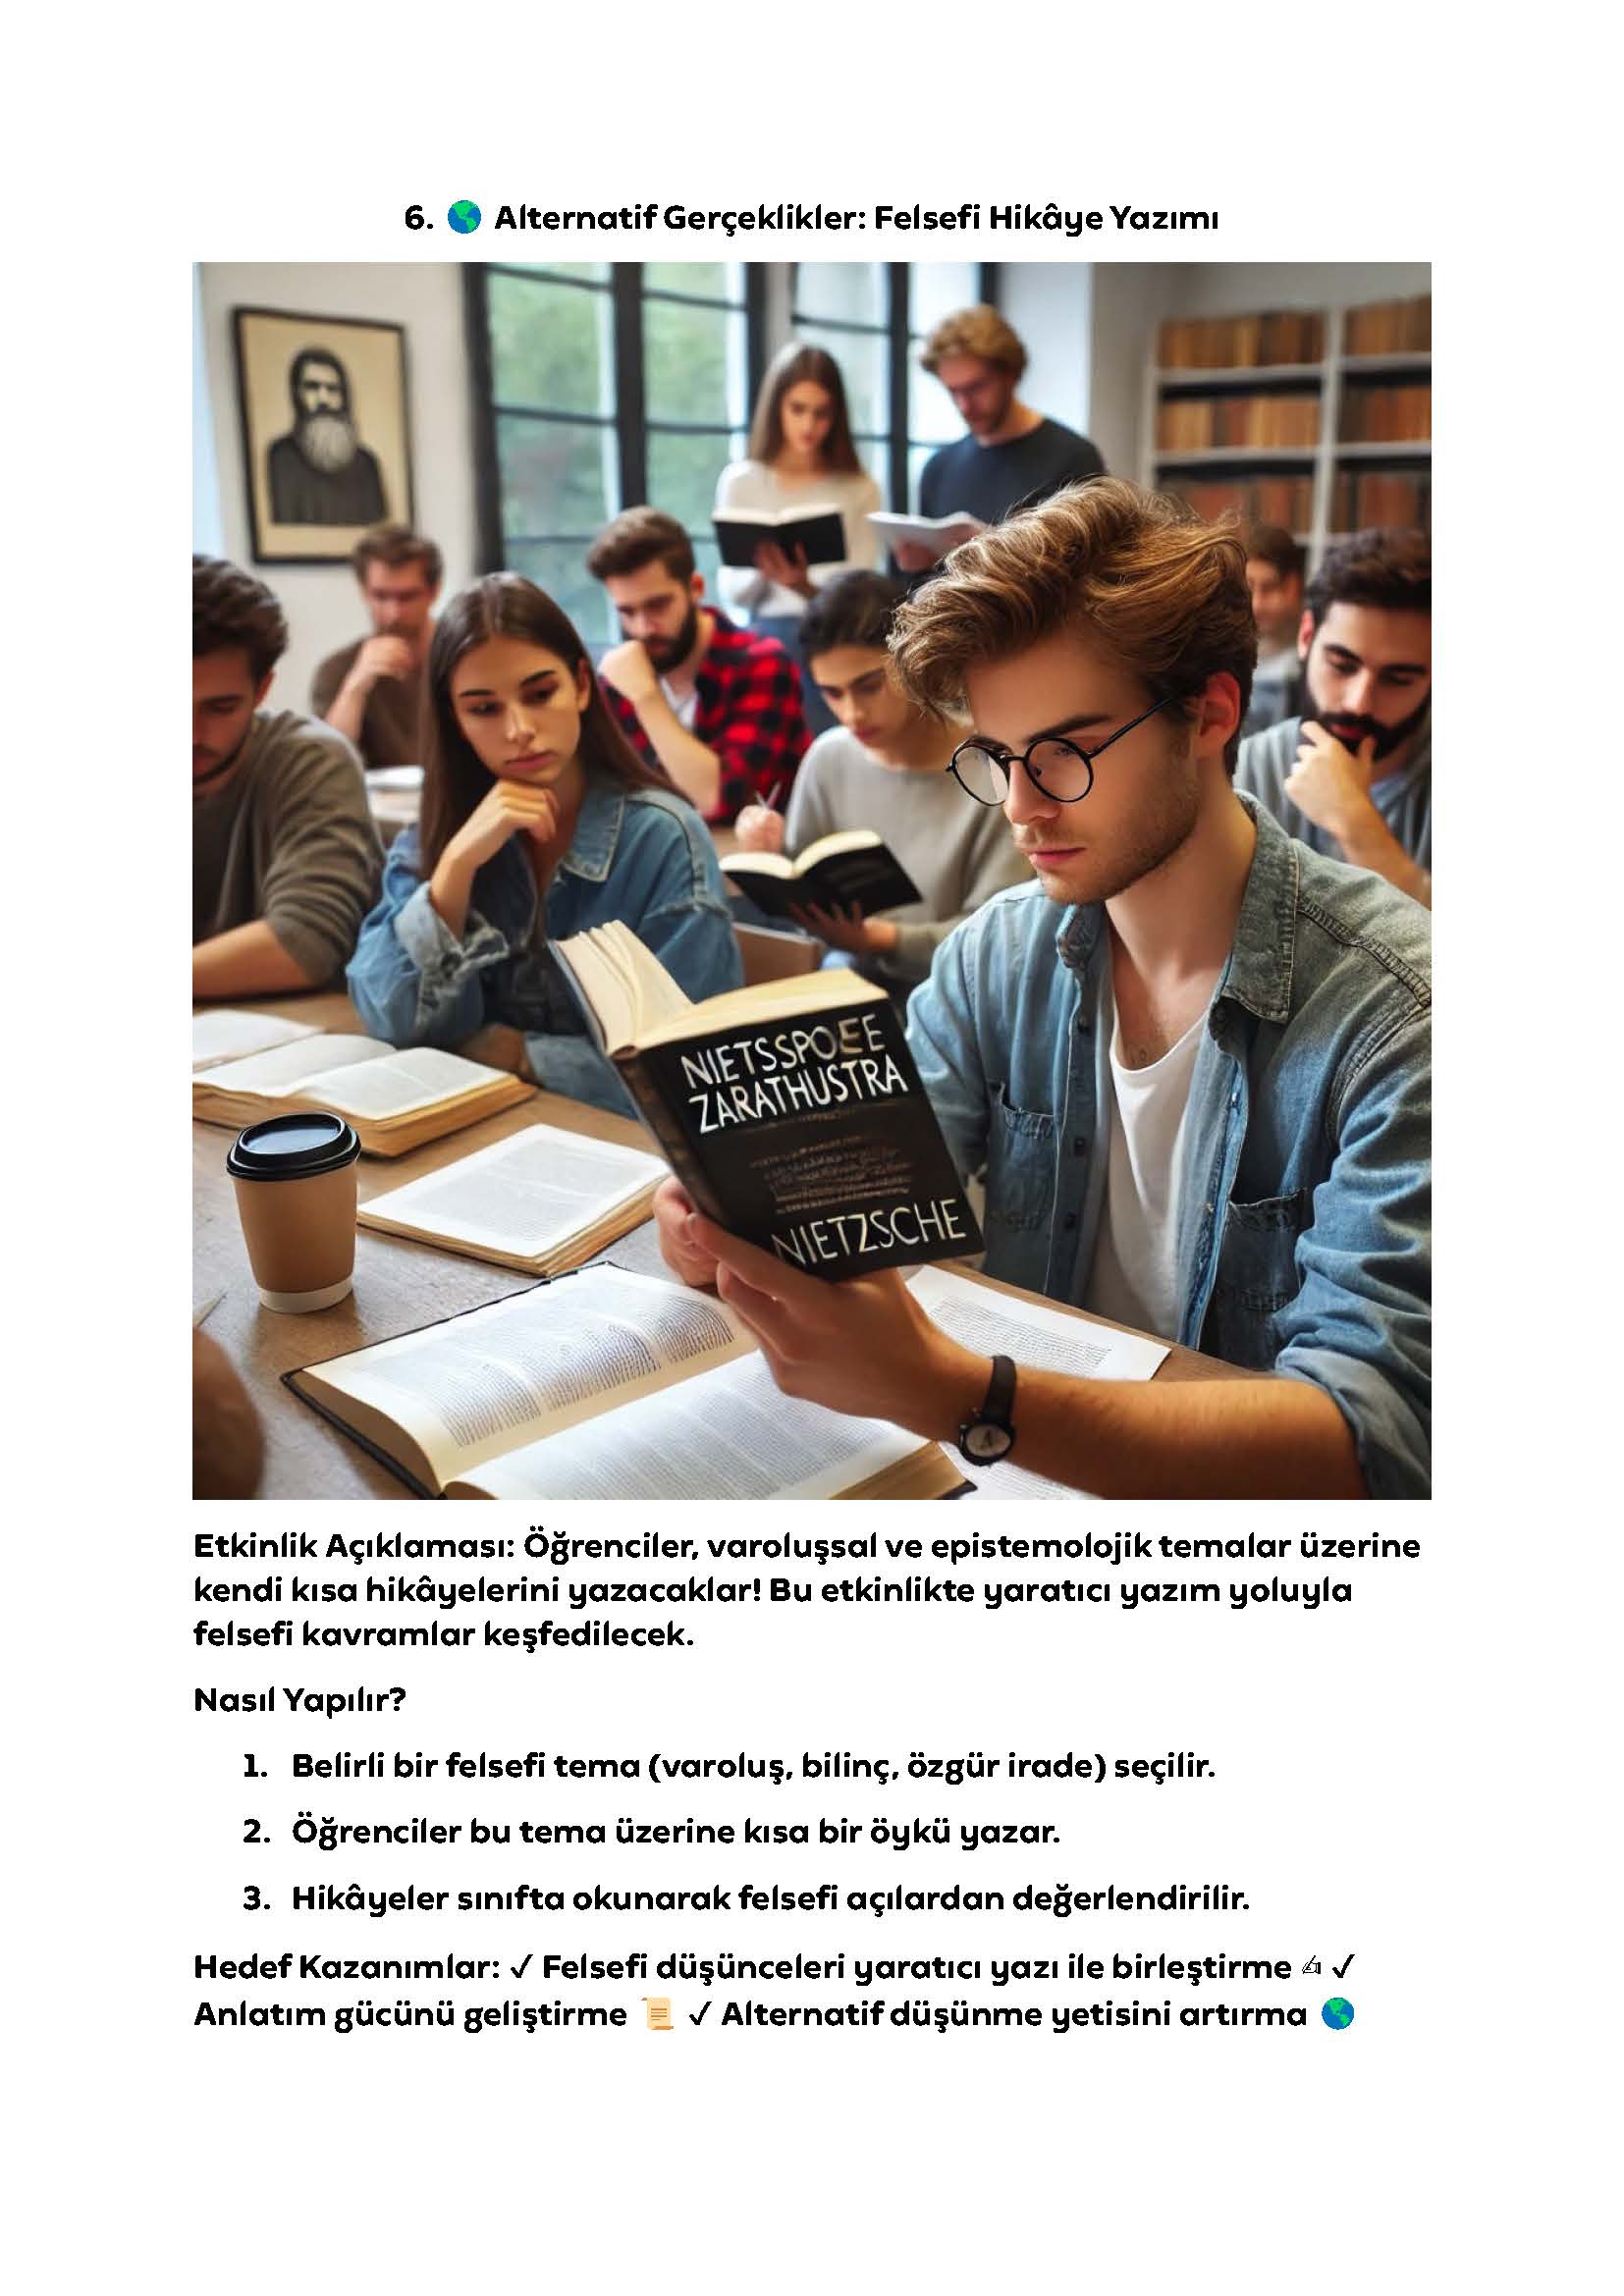 6. 🌎 Alternatif Gerçeklikler: Felsefi Hikâye Yazımı
NIETSSPOEE
ZARATHUSTRA
NIETZSCHE
Etkinlik Açıklaması: Öğrenciler, varoluşsal ve epistemolojik temalar üzerine
kendi kısa hikâyelerini yazacaklar! Bu etkinlikte yaratıcı yazım yoluyla
felsefi kavramlar keşfedilecek.
Nasıl Yapılır?
1. Belirli bir felsefi tema (varoluş, bilinç, özgür irade) seçilir.
2. Öğrenciler bu tema üzerine kısa bir öykü yazar.
3. Hikâyeler sınıfta okunarak felsefi açılardan değerlendirilir.
Hedef Kazanımlar: ✓ Felsefi düşünceleri yaratıcı yazı ile birleştirme ✍ ✓
Anlatım gücünü geliştirme 📜 ✓ Alternatif düşünme yetisini artırma 🌎